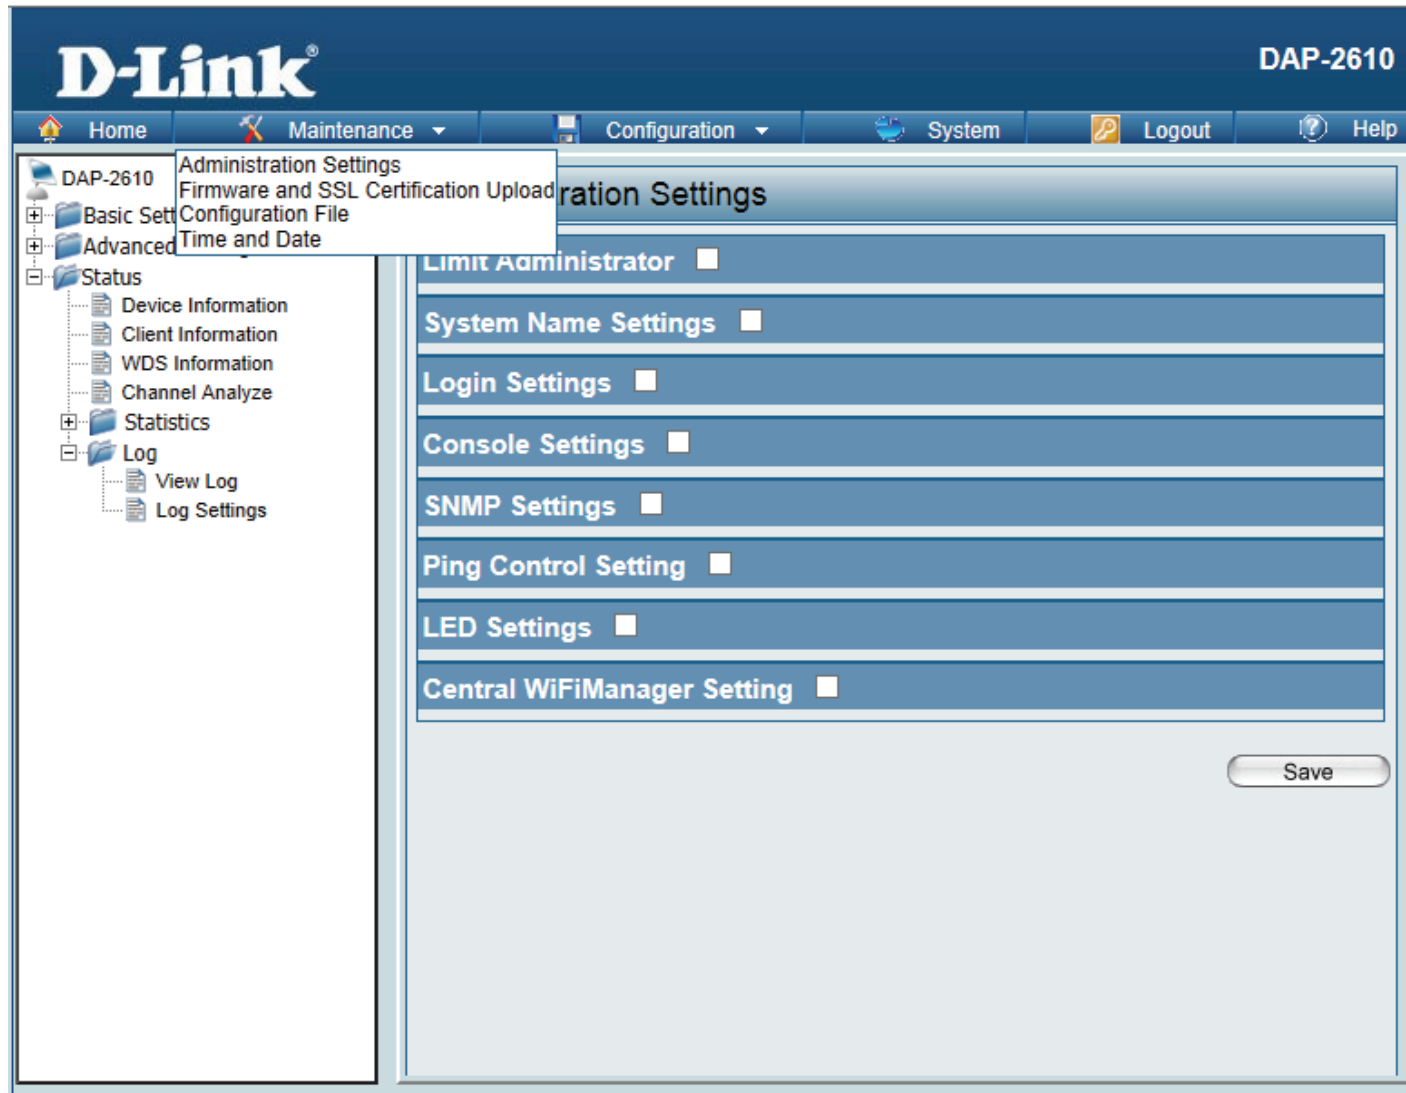 D-Link®
DAP-2610
Home Maintenance Configuration System Logout Help
Administration Settings
Firmware and SSL Certification Upload
Configuration File
Time and Date
DAP-2610
Basic Sett
Advanced
Status
Device Information
Client Information
WDS Information
Channel Analyze
Statistics
Log
View Log
Log Settings
ration Settings
Limit Administrator
System Name Settings
Login Settings
Console Settings
SNMP Settings
Ping Control Setting
LED Settings
Central WiFiManager Setting
Save